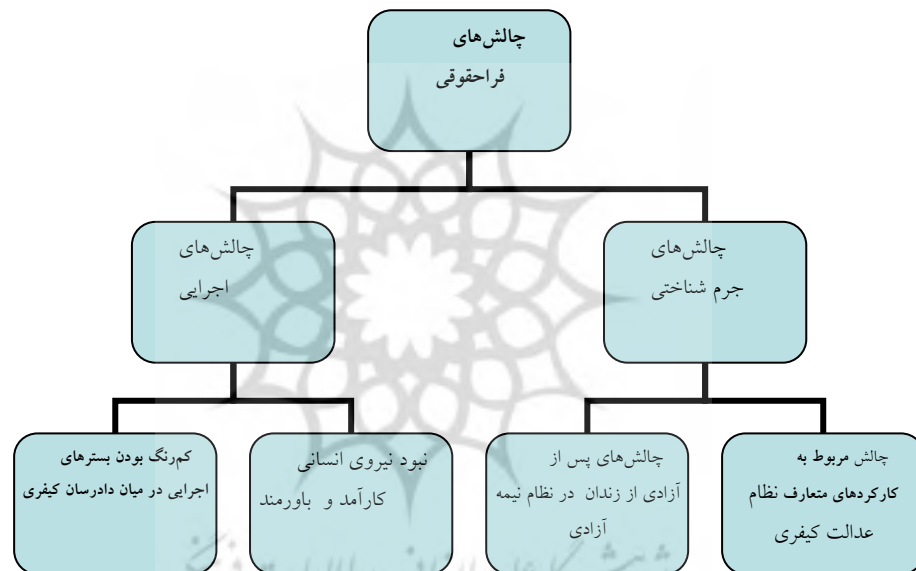 چالش‌های
فراحقوقی
چالش‌های
جرم شناختی
چالش‌های
اجرایی
چالش مربوط به
کارکردهای متعارف نظام
عدالت کیفری
چالش‌های پس از
آزادی از زندان در نظام نیمه
آزادی
نبود نیروی انسانی
کارآمد و باورمند
کم‌رنگ بودن بسترهای
اجرایی در میان دادرسان کیفری